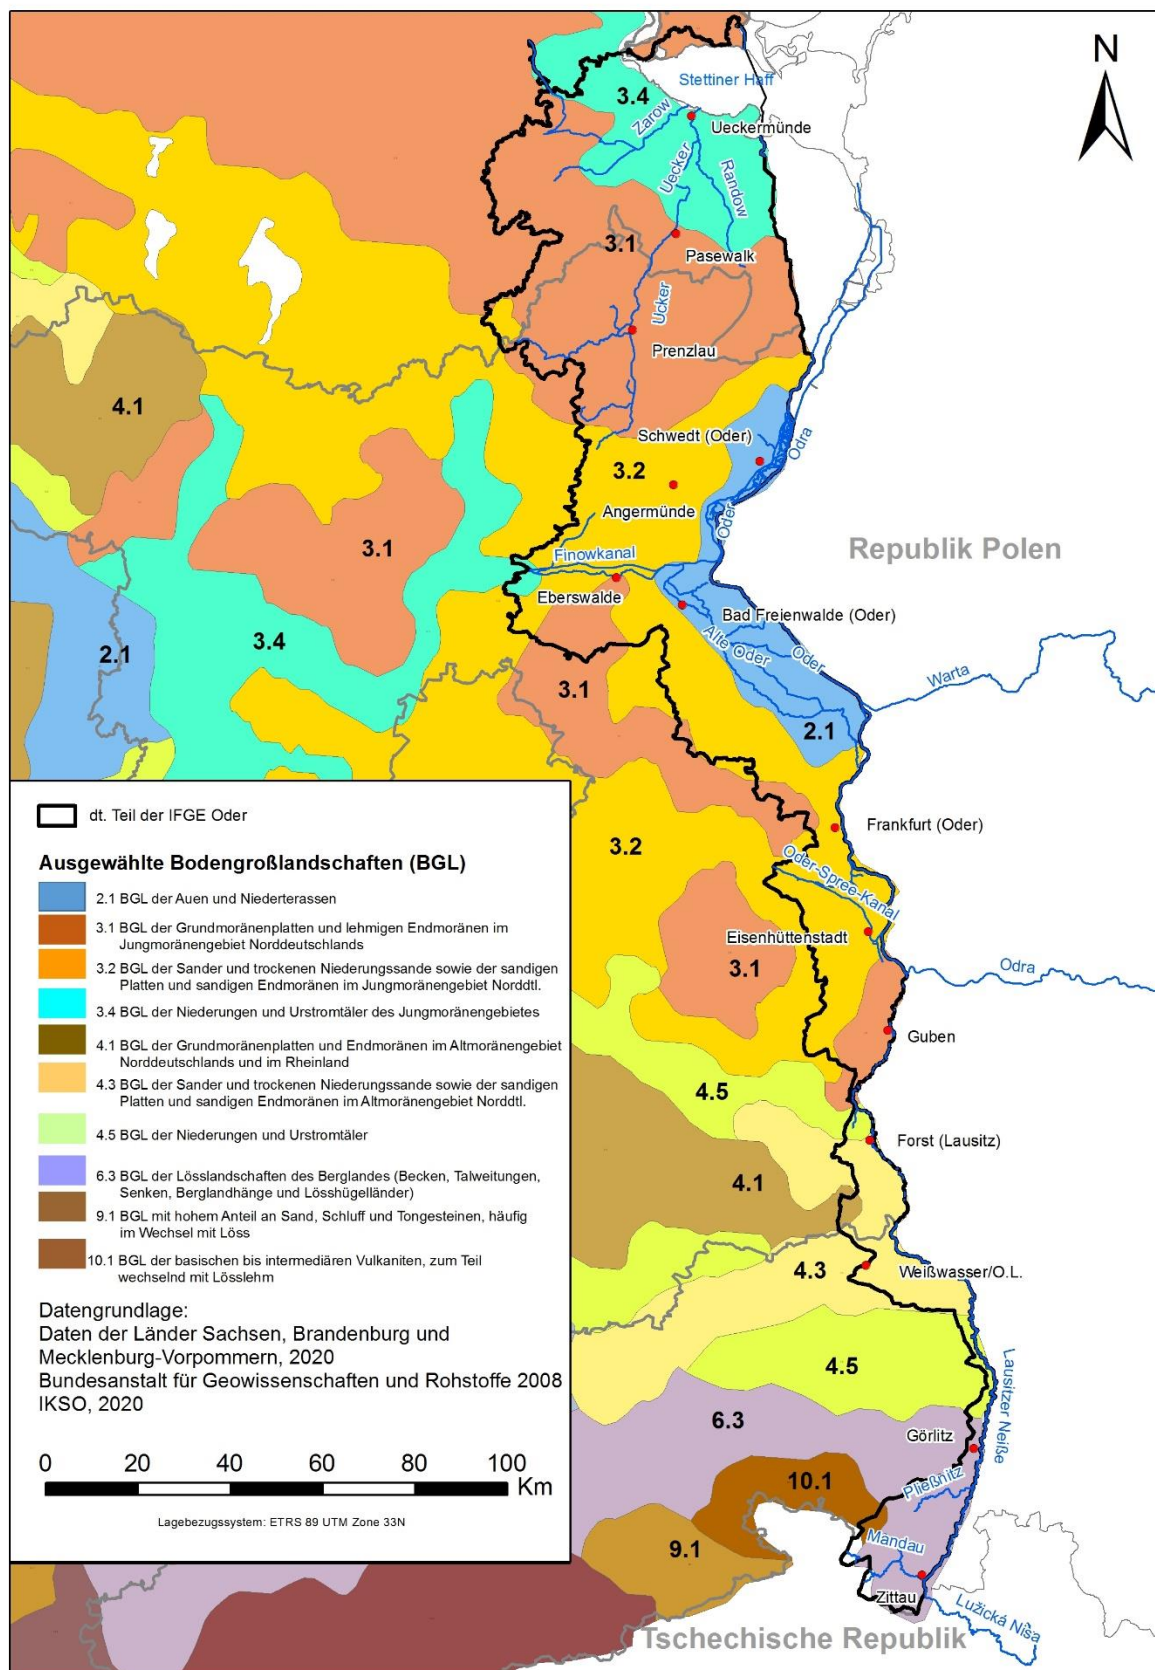 N
Stettiner Haff
3.4
Zarow
Ueckermünde
Uecker
Randow
3.1
Pasewalk
Ucker
Prenzlau
4.1
Schwedt (Oder)
Odra
3.2
Angermünde
Oder
3.1
Finowkanal
Republik Polen
Eberswalde
Bad Freienwalde (Oder)
Alte Oder
Oder
3.4
2.1
Warta
3.1
2.1
dt. Teil der IFGE Oder
Frankfurt (Oder)
3.2
Oder-Spree-Kanal
Ausgewählte Bodengroßlandschaften (BGL)
2.1 BGL der Auen und Niederterassen
3.1 BGL der Grundmoränenplatten und lehmigen Endmoränen im
Jungmoränengebiet Norddeutschlands
3.2 BGL der Sander und trockenen Niederungssande sowie der sandigen
Platten und sandigen Endmoränen im Jungmoränengebiet Norddtl.
3.4 BGL der Niederungen und Urstromtäler des Jungmoränengebietes
4.1 BGL der Grundmoränenplatten und Endmoränen im Altmoränengebiet
Norddeutschlands und im Rheinland
4.3 BGL der Sander und trockenen Niederungssande sowie der sandigen
Platten und sandigen Endmoränen im Altmoränengebiet Norddtl.
4.5 BGL der Niederungen und Urstromtäler
6.3 BGL der Lösslandschaften des Berglandes (Becken, Talweitungen,
Senken, Berglandhänge und Lösshügelländer)
9.1 BGL mit hohem Anteil an Sand, Schluff und Tongesteinen, häufig
im Wechsel mit Löss
10.1 BGL der basischen bis intermediären Vulkaniten, zum Teil
wechselnd mit Lösslehm
Eisenhüttenstadt
3.1
Odra
Guben
4.5
Forst (Lausitz)
4.1
4.3
Weißwasser/O.L.
Datengrundlage:
Daten der Länder Sachsen, Brandenburg und
Mecklenburg-Vorpommern, 2020
Bundesanstalt für Geowissenschaften und Rohstoffe 2008
IKSO, 2020
4.5
Lausitzer Neiße
6.3
Görlitz
0 20 40 60 80 100
Km
Pließnitz
10.1
Lagebezugssystem: ETRS 89 UTM Zone 33N
Mandau
9.1
Zittau
Lužická Nisa
Tschechische Republik